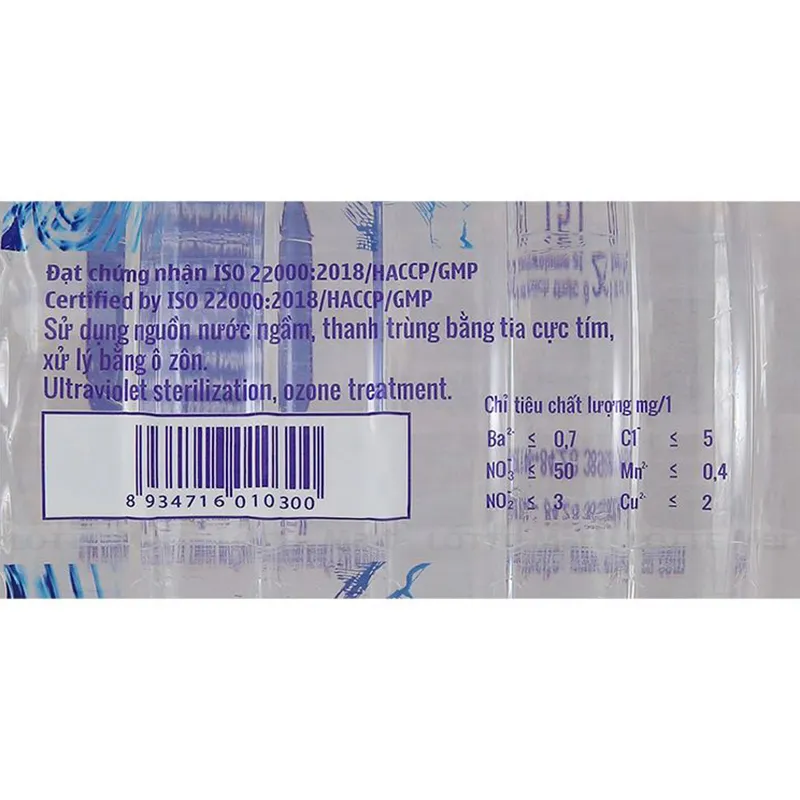 Đạt chứng nhận ISO 22000:2018/HACCP/GMP
Certified by ISO 22000:2018/HACCP/GMP
Sử dụng nguồn nước ngầm, thanh trùng bằng tia cực tím,
xử lý bằng ô zôn.
Ultraviolet sterilization, ozone treatment.
8 934716 010300
Chỉ tiêu chất lượng mg/1
Ba²⁻ ≤ 0,7 C1⁻ ≤ 5
NO₃⁻ ≤ 50 Mn²⁻ ≤ 0,4
NO₂⁻ ≤ 3 Cu²⁻ ≤ 2